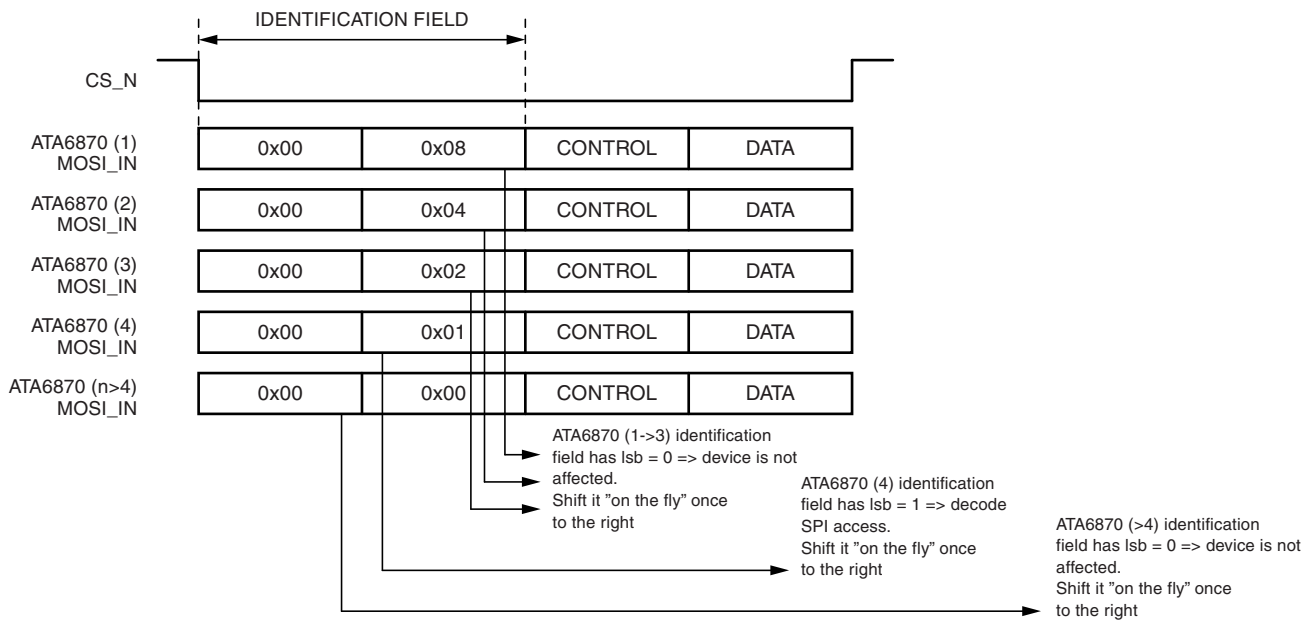 IDENTIFICATION FIELD
CS_N
ATA6870 (1)
MOSI_IN
0x00 0x08 CONTROL DATA
ATA6870 (2)
MOSI_IN
0x00 0x04 CONTROL DATA
ATA6870 (3)
MOSI_IN
0x00 0x02 CONTROL DATA
ATA6870 (4)
MOSI_IN
0x00 0x01 CONTROL DATA
ATA6870 (n>4)
MOSI_IN
0x00 0x00 CONTROL DATA
ATA6870 (1->3) identification
field has lsb = 0 => device is not
affected.
Shift it "on the fly" once
to the right
ATA6870 (4) identification
field has lsb = 1 => decode
SPI access.
Shift it "on the fly" once
to the right
ATA6870 (>4) identification
field has lsb = 0 => device is not
affected.
Shift it "on the fly" once
to the right